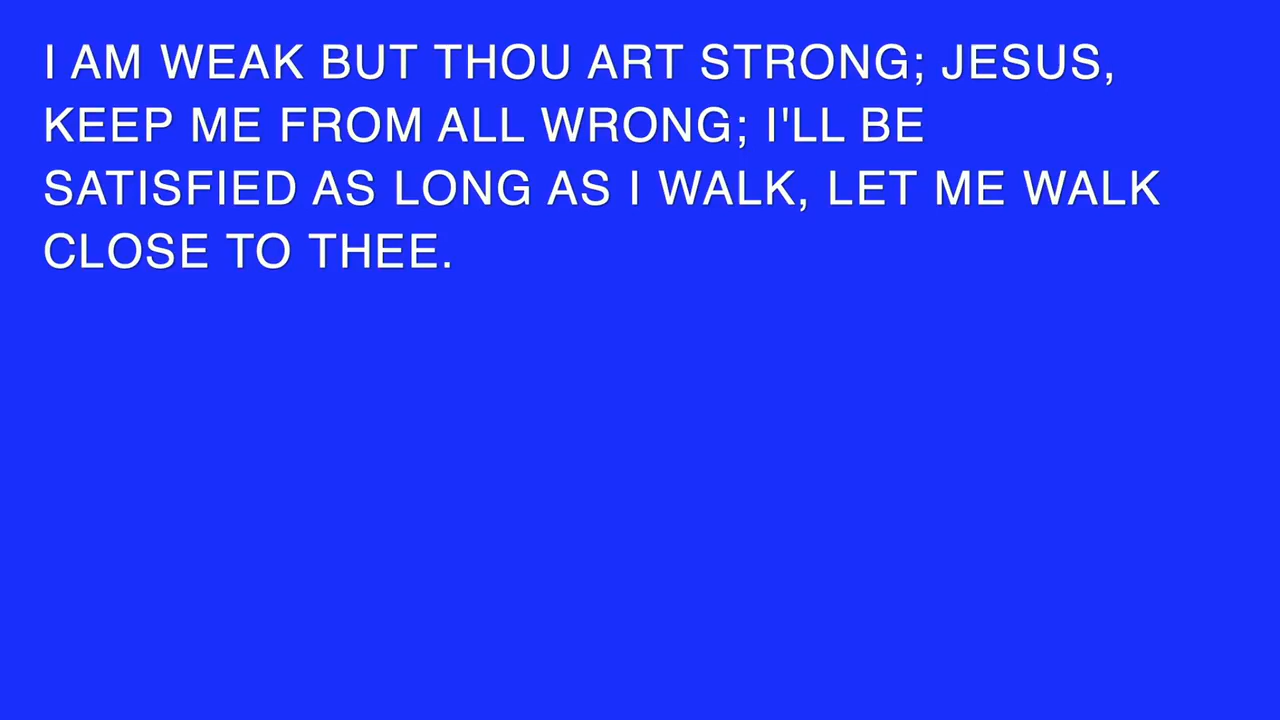 I AM WEAK BUT THOU ART STRONG; JESUS,
KEEP ME FROM ALL WRONG; I'LL BE
SATISFIED AS LONG AS I WALK, LET ME WALK
CLOSE TO THEE.